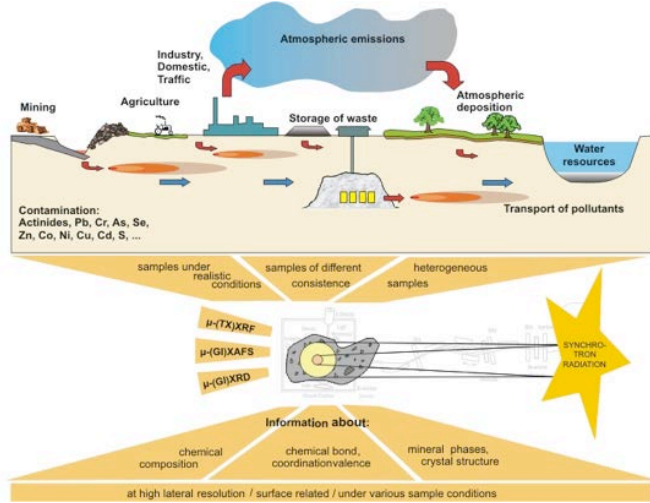 Atmospheric emissions
Industry,
Domestic,
Traffic
Mining
Agriculture
Storage of waste
Atmospheric
deposition
Water
resources
Contamination:
Actinides, Pb, Cr, As, Se,
Zn, Co, Ni, Cu, Cd, S, ...
Transport of pollutants
samples under
realistic
conditions
samples of different
consistence
heterogeneous
samples
µ-(TX)XRF
µ-(GI)XAFS
µ-(GI)XRD
SYNCHRO-
TRON
RADIATION
Information about:
chemical
composition
chemical bond,
coordinationvalence
mineral phases,
crystal structure
at high lateral resolution / surface related / under various sample conditions